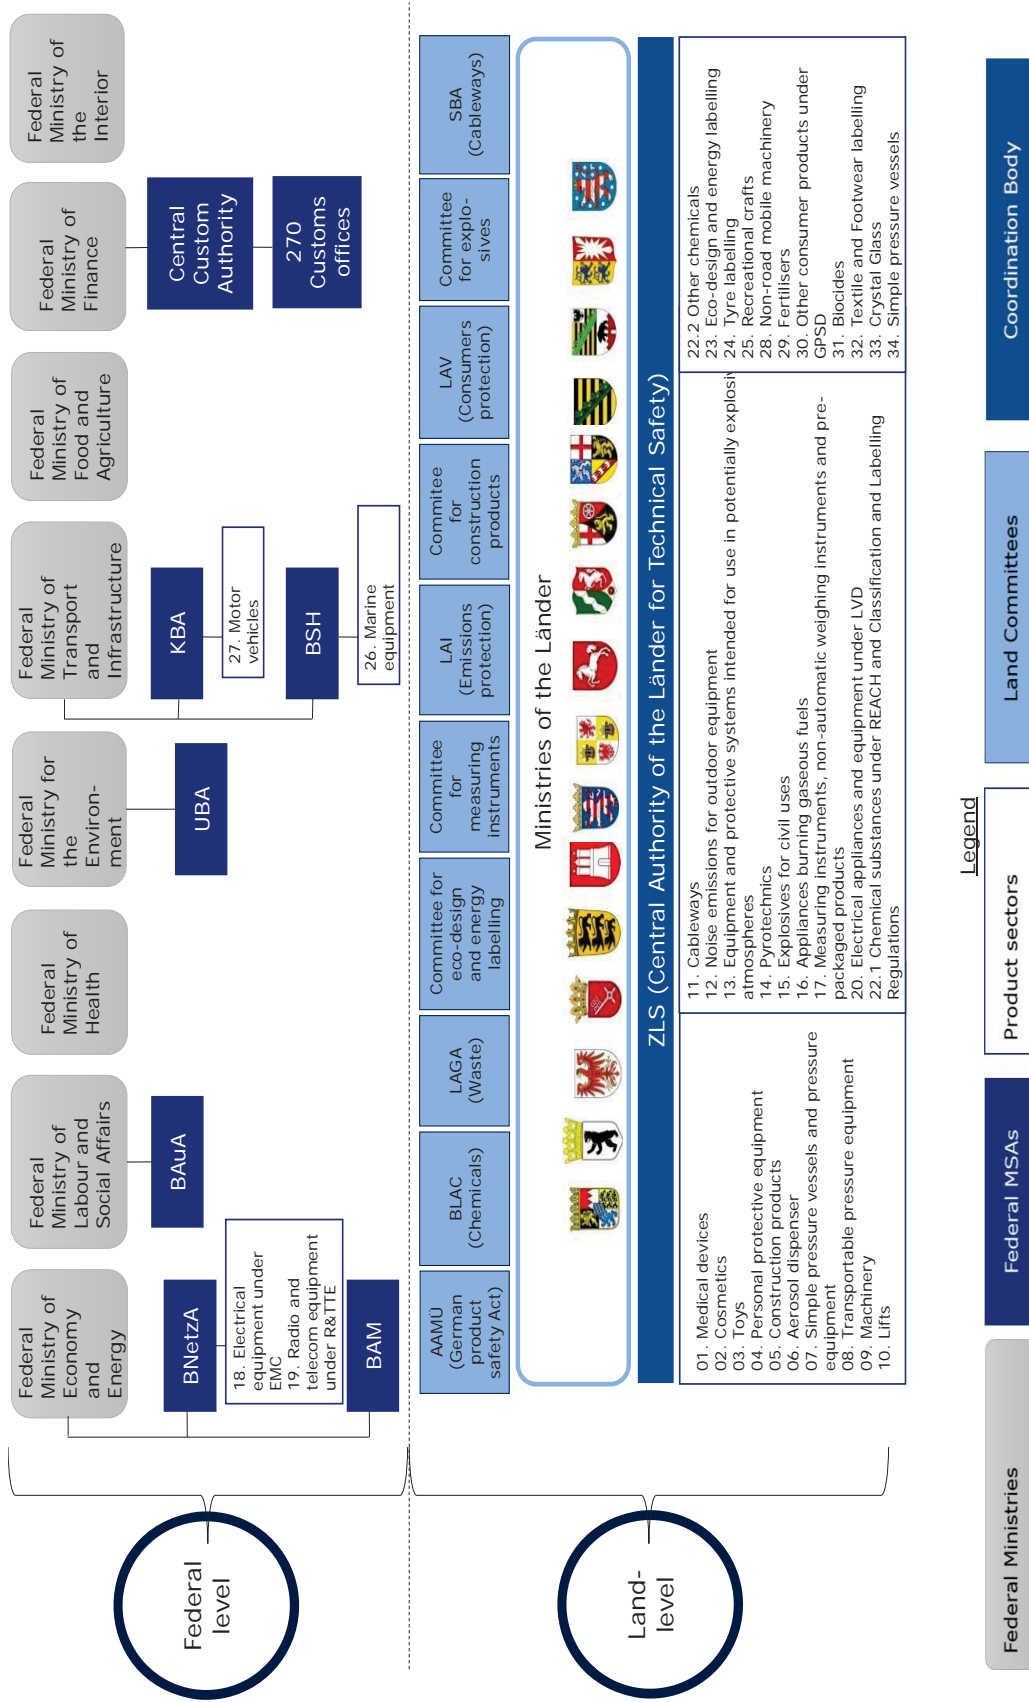 Federal
level
Federal
Ministry of
Economy
and
Energy
BNetzA
18. Electrical
equipment under
EMC
19. Radio and
telecom equipment
under R&TTE
BAM
Federal
Ministry of
Labour and
Social Affairs
BAuA
Federal
Ministry of
Health
Federal
Ministry for
the
Environ-
ment
UBA
Federal
Ministry of
Transport
and
Infrastructure
KBA
27. Motor
vehicles
BSH
26. Marine
equipment
Federal
Ministry of
Food and
Agriculture
Federal
Ministry of
Finance
Central
Custom
Authority
270
Customs
offices
Federal
Ministry of
the
Interior
Land-
level
AAMÜ
(German
product
safety Act)
BLAC
(Chemicals)
LAGA
(Waste)
Committee for
eco-design
and energy
labelling
Committee
for
measuring
instruments
LAI
(Emissions
protection)
Commitee
for
construction
products
LAV
(Consumers
protection)
Committee
for explo-
sives
SBA
(Cableways)
Ministries of the Länder
ZLS (Central Authority of the Länder for Technical Safety)
01. Medical devices
02. Cosmetics
03. Toys
04. Personal protective equipment
05. Construction products
06. Aerosol dispenser
07. Simple pressure vessels and pressure
equipment
08. Transportable pressure equipment
09. Machinery
10. Lifts
11. Cableways
12. Noise emissions for outdoor equipment
13. Equipment and protective systems intended for use in potentially explosiv
atmospheres
14. Pyrotechnics
15. Explosives for civil uses
16. Appliances burning gaseous fuels
17. Measuring instruments, non-automatic weighing instruments and pre-
packaged products
20. Electrical appliances and equipment under LVD
22.1 Chemical substances under REACH and Classification and Labelling
Regulations
22.2 Other chemicals
23. Eco-design and energy labelling
24. Tyre labelling
25. Recreational crafts
28. Non-road mobile machinery
29. Fertilisers
30. Other consumer products under
GPSD
31. Biocides
32. Textile and Footwear labelling
33. Crystal Glass
34. Simple pressure vessels
Legend
Federal Ministries
Federal MSAs
Product sectors
Land Committees
Coordination Body